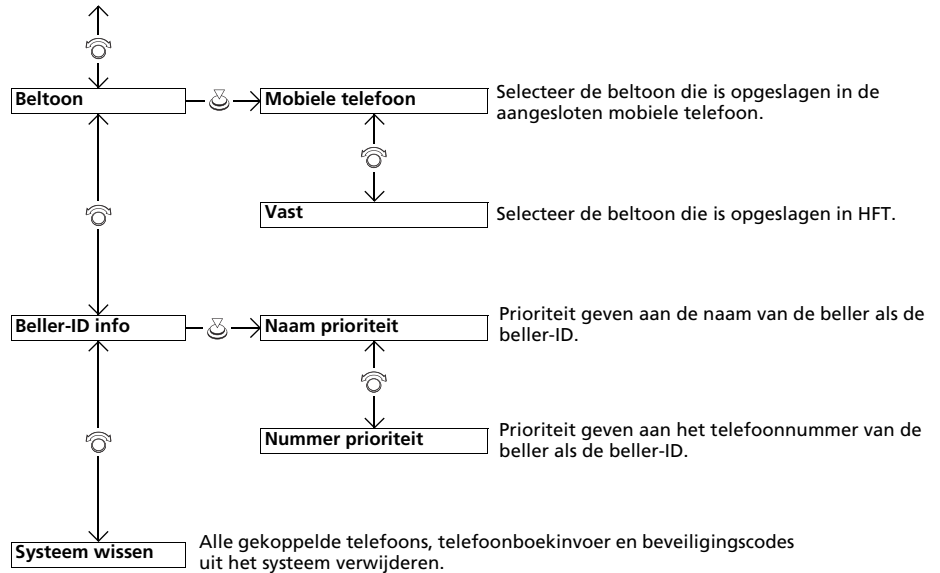 Beltoon
Mobiele telefoon
Selecteer de beltoon die is opgeslagen in de
aangesloten mobiele telefoon.
Vast
Selecteer de beltoon die is opgeslagen in HFT.
Beller-ID info
Naam prioriteit
Prioriteit geven aan de naam van de beller als de
beller-ID.
Nummer prioriteit
Prioriteit geven aan het telefoonnummer van de
beller als de beller-ID.
Systeem wissen
Alle gekoppelde telefoons, telefoonboekinvoer en beveiligingscodes
uit het systeem verwijderen.